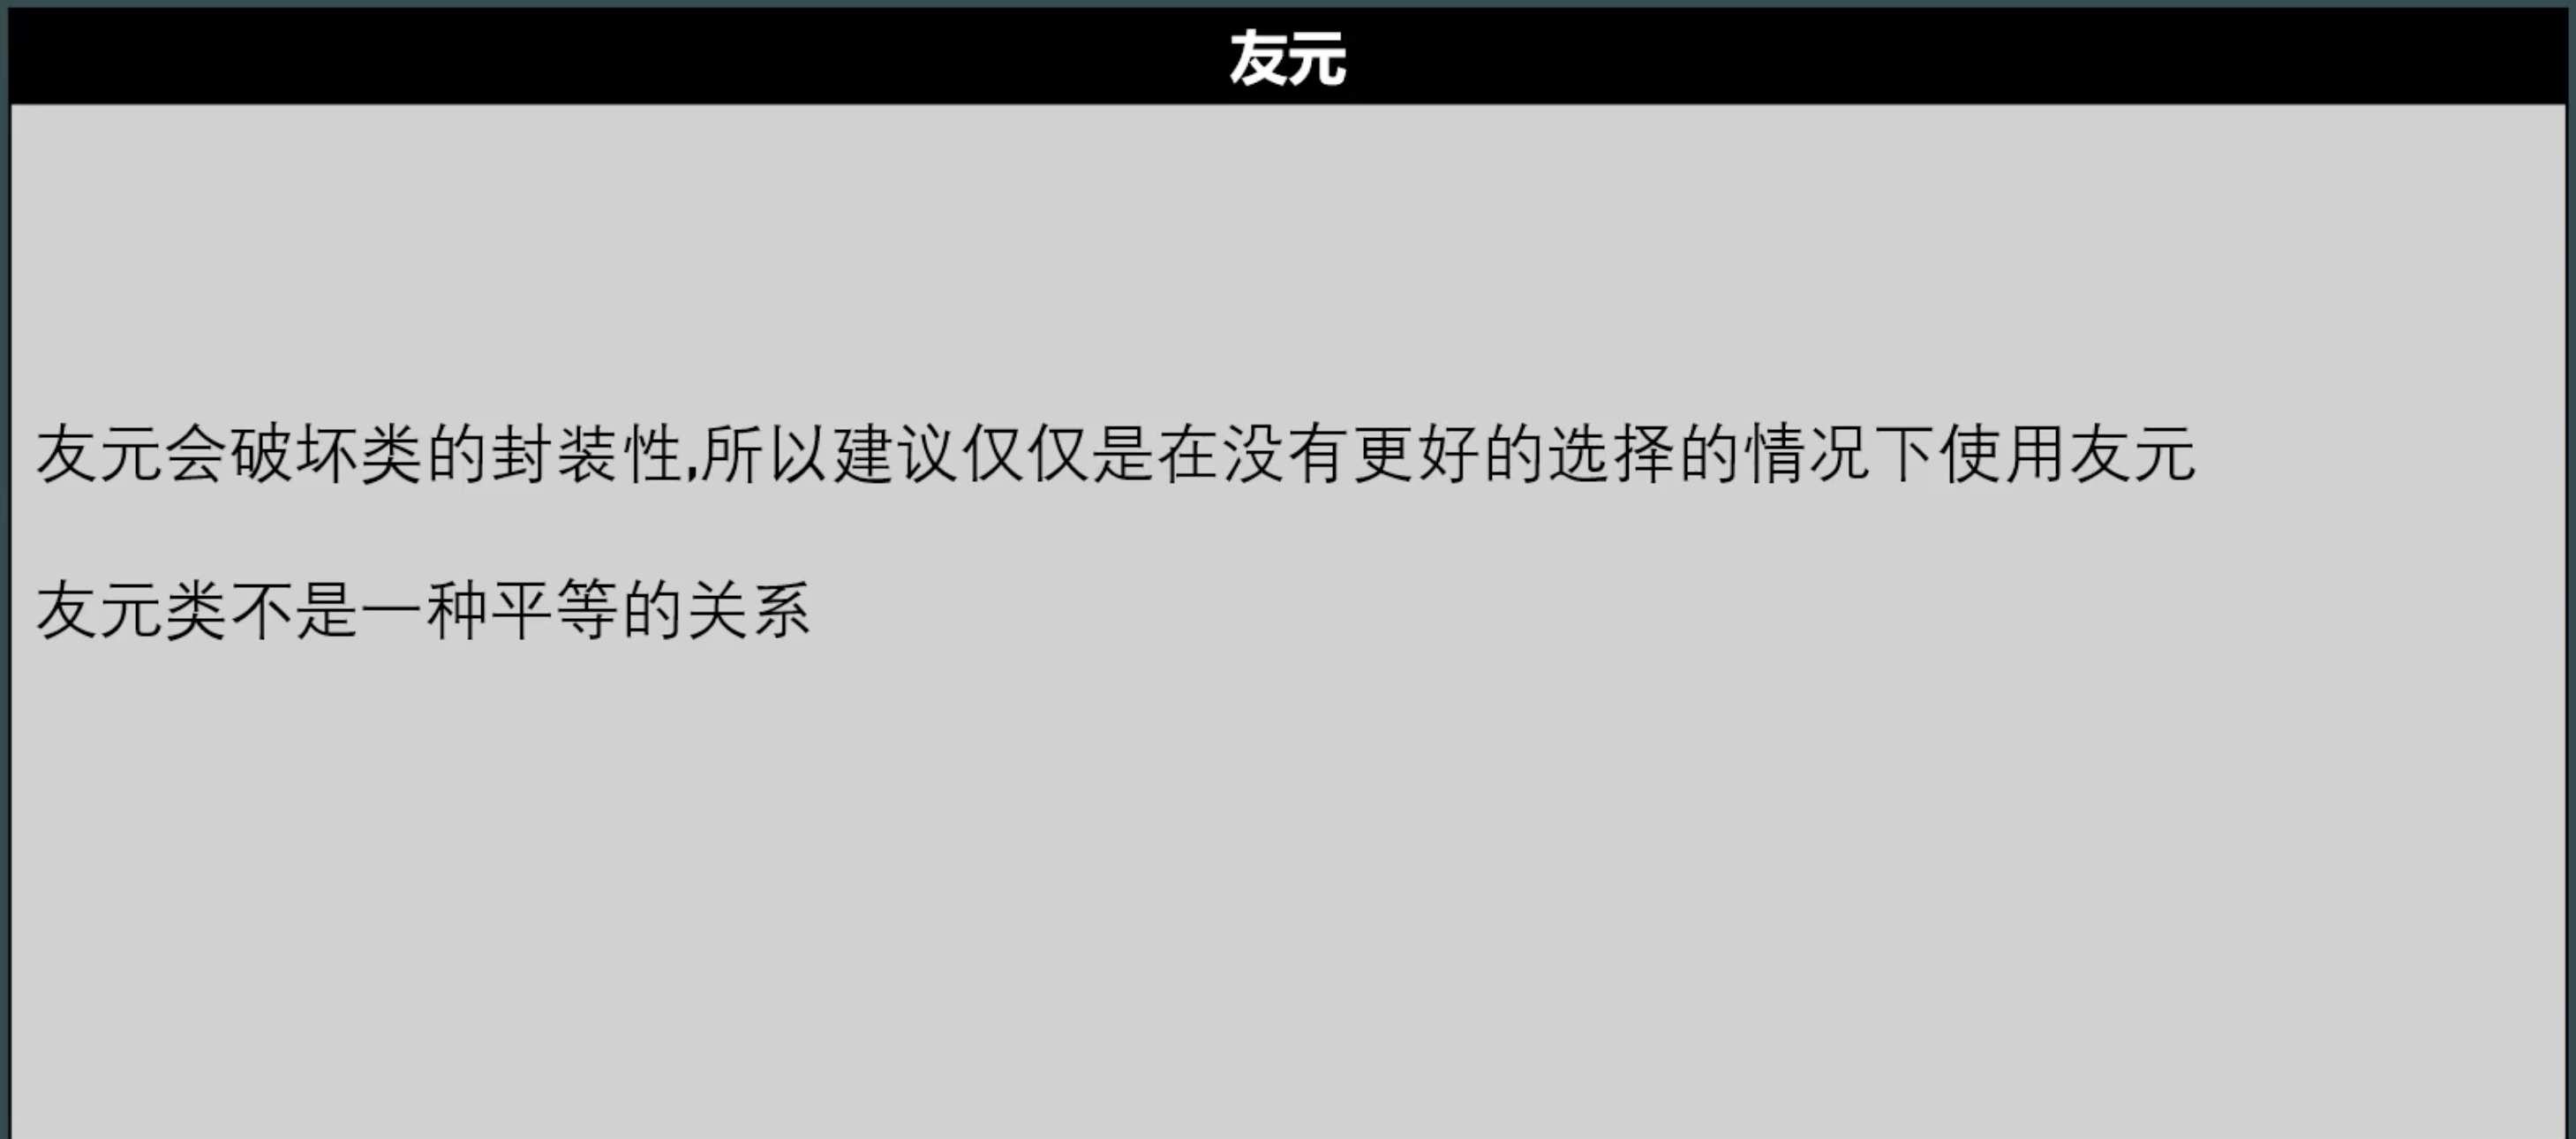 友元
友元会破坏类的封装性,所以建议仅仅是在没有更好的选择的情况下使用友元
友元类不是一种平等的关系